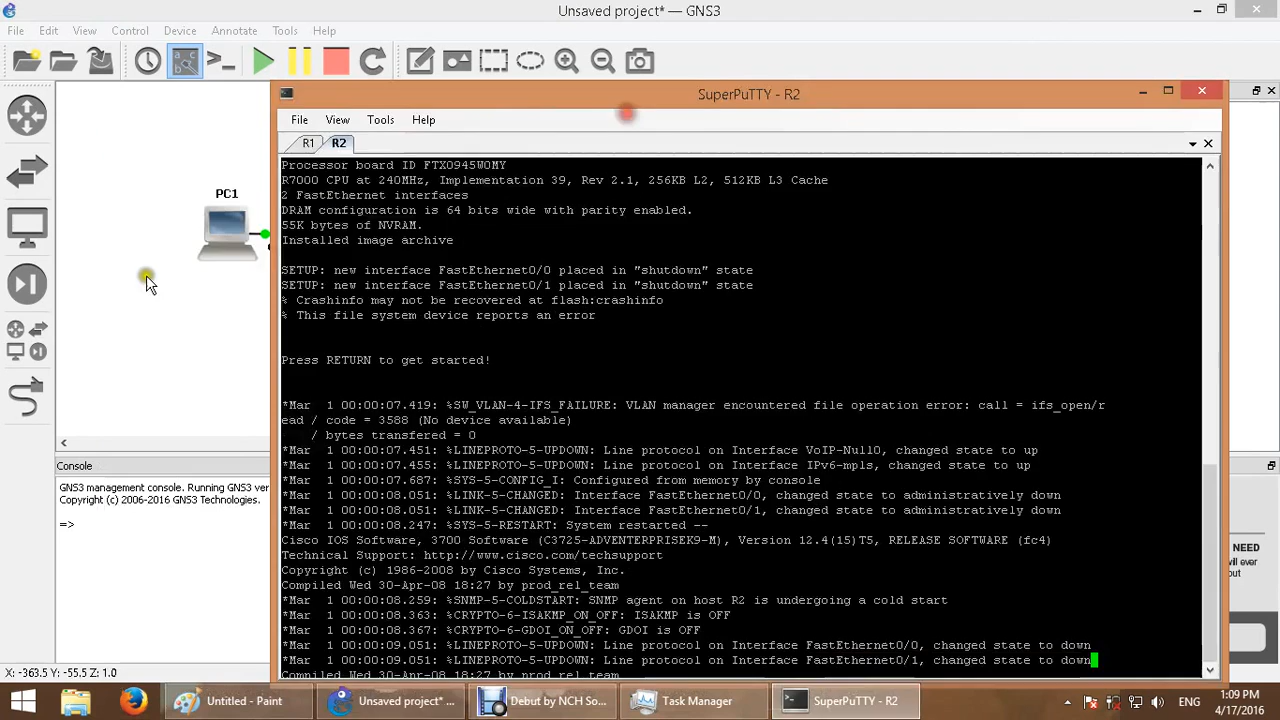 Unsaved project* — GNS3
File Edit View Control Device Annotate Tools Help
SuperPuTTY - R2
File View Tools Help
R1 R2
PC1
Processor board ID FTX0945W0MY
R7000 CPU at 240MHz, Implementation 39, Rev 2.1, 256KB L2, 512KB L3 Cache
2 FastEthernet interfaces
DRAM configuration is 64 bits wide with parity enabled.
55K bytes of NVRAM.
Installed image archive
SETUP: new interface FastEthernet0/0 placed in "shutdown" state
SETUP: new interface FastEthernet0/1 placed in "shutdown" state
% Crashinfo may not be recovered at flash:crashinfo
% This file system device reports an error
Press RETURN to get started!
*Mar  1 00:00:07.419: %SW_VLAN-4-IFS_FAILURE: VLAN manager encountered file operation error: call = ifs_open/r
ead / code = 3588 (No device available)
/ bytes transfered = 0
*Mar  1 00:00:07.451: %LINEPROTO-5-UPDOWN: Line protocol on Interface VoIP-Null0, changed state to up
*Mar  1 00:00:07.455: %LINEPROTO-5-UPDOWN: Line protocol on Interface IPv6-mpls, changed state to up
*Mar  1 00:00:07.687: %SYS-5-CONFIG_I: Configured from memory by console
*Mar  1 00:00:08.051: %LINK-5-CHANGED: Interface FastEthernet0/0, changed state to administratively down
*Mar  1 00:00:08.051: %LINK-5-CHANGED: Interface FastEthernet0/1, changed state to administratively down
*Mar  1 00:00:08.247: %SYS-5-RESTART: System restarted --
Cisco IOS Software, 3700 Software (C3725-ADVENTERPRISEK9-M), Version 12.4(15)T5, RELEASE SOFTWARE (fc4)
Technical Support: http://www.cisco.com/techsupport
Copyright (c) 1986-2008 by Cisco Systems, Inc.
Compiled Wed 30-Apr-08 18:27 by prod_rel_team
*Mar  1 00:00:08.259: %SNMP-5-COLDSTART: SNMP agent on host R2 is undergoing a cold start
*Mar  1 00:00:08.363: %CRYPTO-6-ISAKMP_ON_OFF: ISAKMP is OFF
*Mar  1 00:00:08.367: %CRYPTO-6-GDOI_ON_OFF: GDOI is OFF
*Mar  1 00:00:09.051: %LINEPROTO-5-UPDOWN: Line protocol on Interface FastEthernet0/0, changed state to down
*Mar  1 00:00:09.051: %LINEPROTO-5-UPDOWN: Line protocol on Interface FastEthernet0/1, changed state to down
Compiled Wed 30-Apr-08 18:27 by prod_rel_team
Console
GNS3 management console. Running GNS3 ver
Copyright (c) 2006-2016 GNS3 Technologies.
=>
NEED
will ever
out
X: -363.5, -55.5 Z: 1.0
Untitled - Paint
Unsaved project* ...
Debut by NCH So...
Task Manager
SuperPuTTY - R2
ENG
1:09 PM
4/17/2016